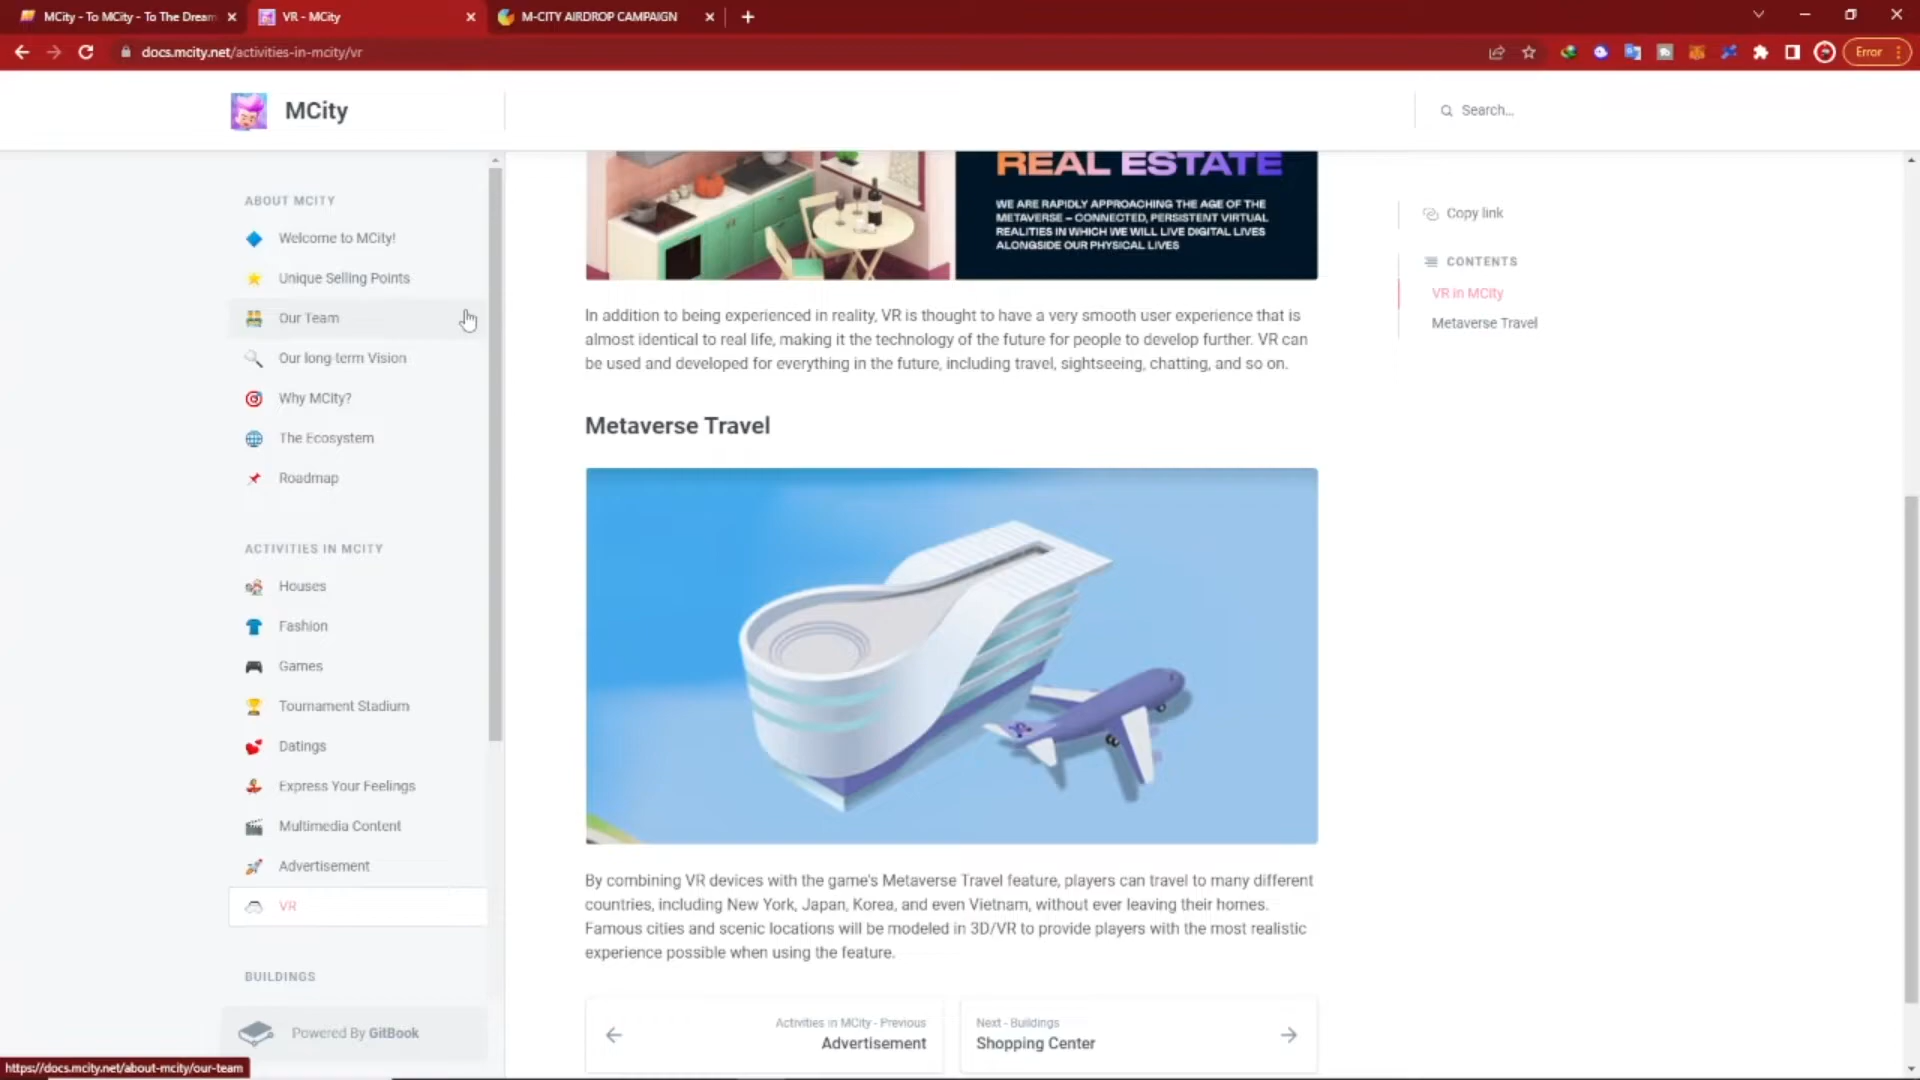 MCity - To MCity - To The Dream
VR - MCity
M-CITY AIRDROP CAMPAIGN
docs.mcity.net/activities-in-mcity/vr
Error
MCity
Search...
ABOUT MCITY
Welcome to MCity!
Unique Selling Points
Our Team
Our long-term Vision
Why MCity?
The Ecosystem
Roadmap
ACTIVITIES IN MCITY
Houses
Fashion
Games
Tournament Stadium
Datings
Express Your Feelings
Multimedia Content
Advertisement
VR
BUILDINGS
Powered By GitBook
REAL ESTATE
WE ARE RAPIDLY APPROACHING THE AGE OF THE
METAVERSE – CONNECTED, PERSISTENT VIRTUAL
REALITIES IN WHICH WE WILL LIVE DIGITAL LIVES
ALONGSIDE OUR PHYSICAL LIVES
In addition to being experienced in reality, VR is thought to have a very smooth user experience that is
almost identical to real life, making it the technology of the future for people to develop further. VR can
be used and developed for everything in the future, including travel, sightseeing, chatting, and so on.
Metaverse Travel
By combining VR devices with the game's Metaverse Travel feature, players can travel to many different
countries, including New York, Japan, Korea, and even Vietnam, without ever leaving their homes.
Famous cities and scenic locations will be modeled in 3D/VR to provide players with the most realistic
experience possible when using the feature.
Activities in MCity - Previous
Advertisement
Next - Buildings
Shopping Center
Copy link
CONTENTS
VR in MCity
Metaverse Travel
https://docs.mcity.net/about-mcity/our-team